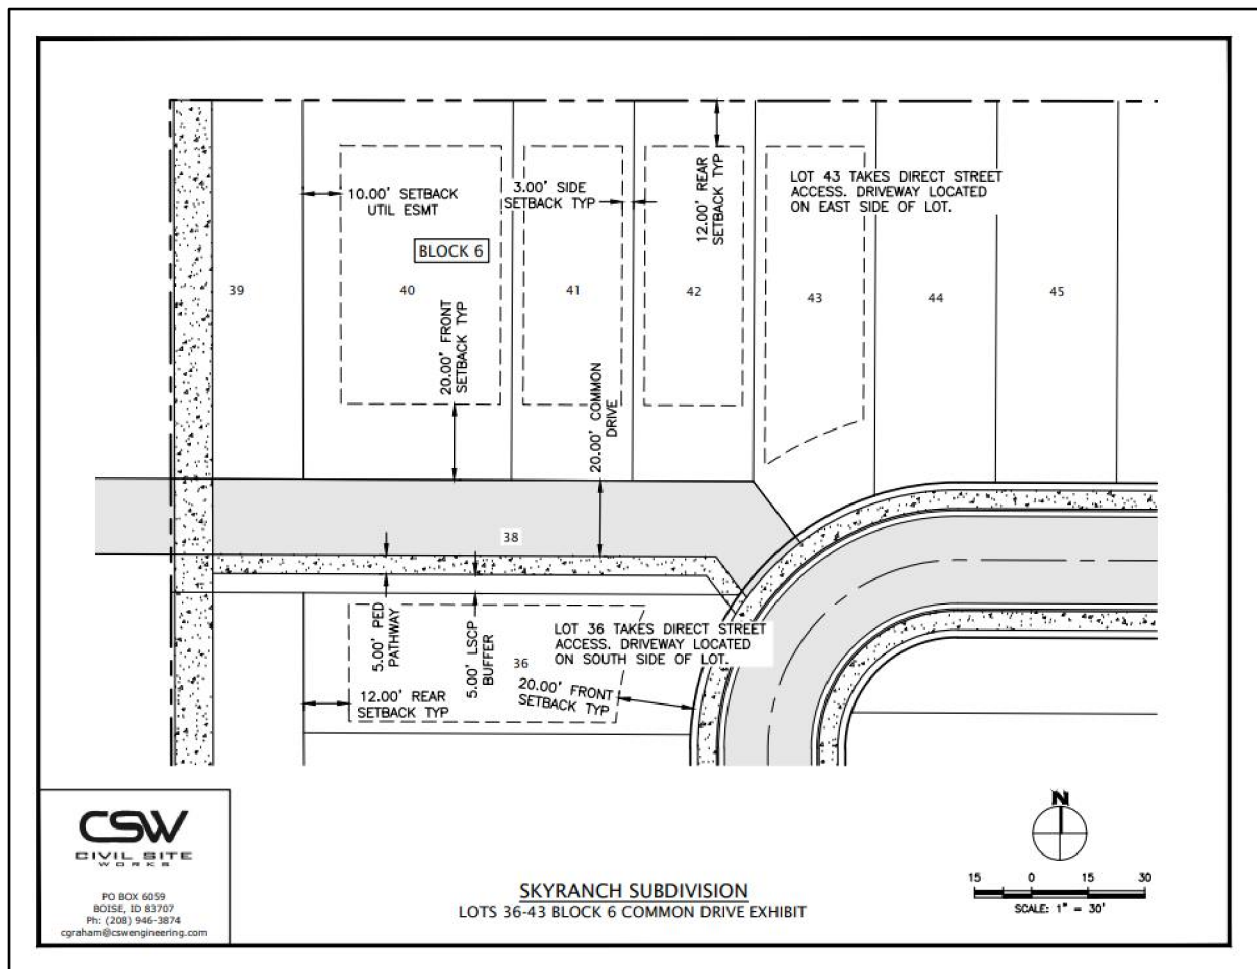 LOT 43 TAKES DIRECT STREET
ACCESS. DRIVEWAY LOCATED
ON EAST SIDE OF LOT.
10.00' SETBACK
UTIL ESMT
3.00' SIDE
SETBACK TYP
12.00' REAR
SETBACK TYP
BLOCK 6
39
40
41
42
43
44
45
20.00' FRONT
SETBACK TYP
20.00' COMMON
DRIVE
38
5.00' PED
PATHWAY
5.00' LSCP
BUFFER
36
LOT 36 TAKES DIRECT STREET
ACCESS. DRIVEWAY LOCATED
ON SOUTH SIDE OF LOT.
12.00' REAR
SETBACK TYP
20.00' FRONT
SETBACK TYP
CSW
CIVIL SITE
WORKS
PO BOX 6059
BOISE, ID 83707
Ph: (208) 946-3874
cgraham@cswengineering.com
SKYRANCH SUBDIVISION
LOTS 36-43 BLOCK 6 COMMON DRIVE EXHIBIT
N
15 0 15 30
SCALE: 1" = 30'